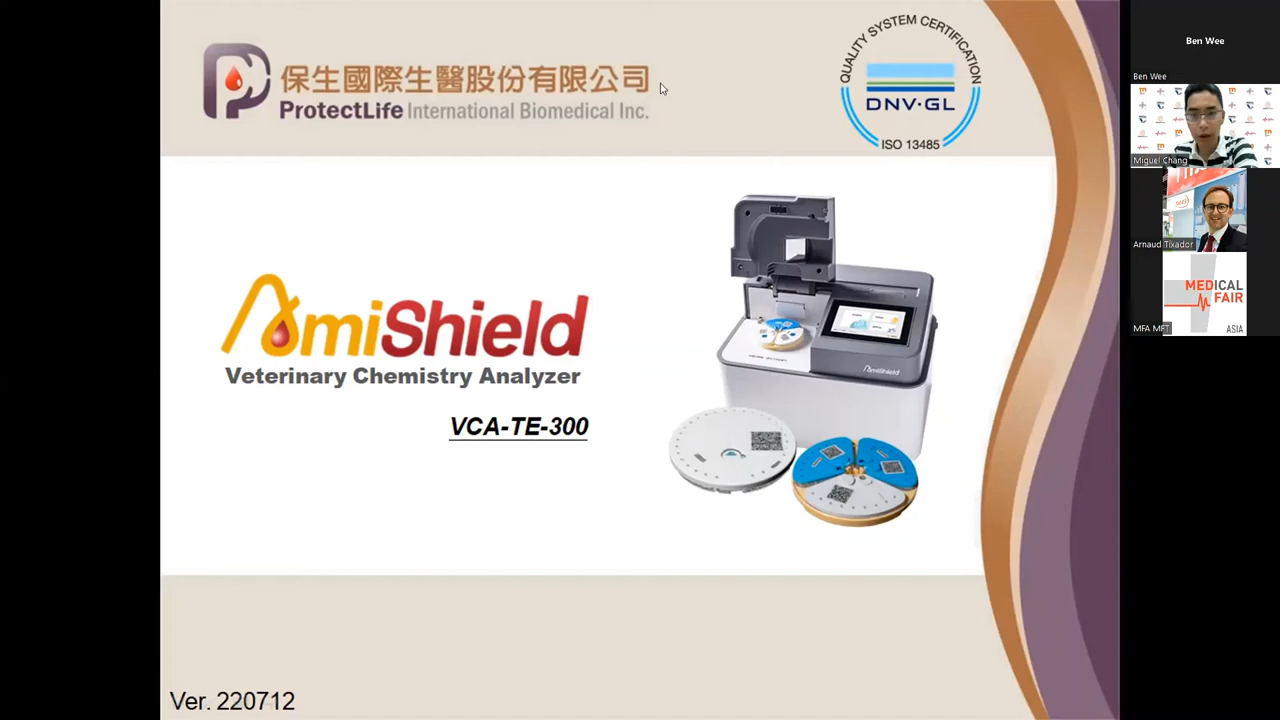 保生國際生醫股份有限公司
ProtectLife International Biomedical Inc.
QUALITY SYSTEM CERTIFICATION
DNV·GL
ISO 13485
AmiShield
Veterinary Chemistry Analyzer
VCA-TE-300
AmiShield
Ver. 220712
Ben Wee
Ben Wee
Miguel Chang
Arnaud Tixador
MEDICAL
FAIR
ASIA
MFA MFT